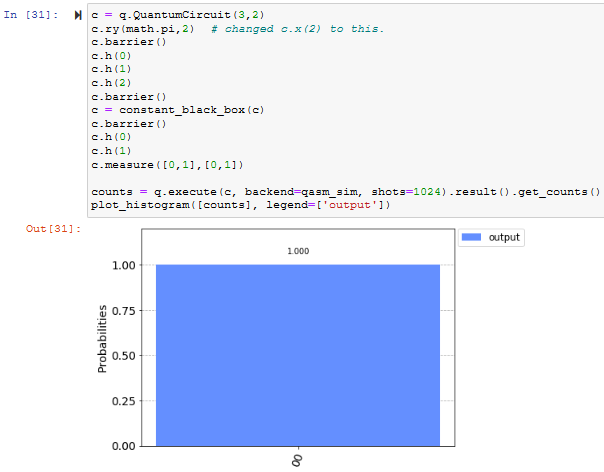 In [31]:
c = q.QuantumCircuit(3,2)
c.ry(math.pi,2)  # changed c.x(2) to this.
c.barrier()
c.h(0)
c.h(1)
c.h(2)
c.barrier()
c = constant_black_box(c)
c.barrier()
c.h(0)
c.h(1)
c.measure([0,1],[0,1])

counts = q.execute(c, backend=qasm_sim, shots=1024).result().get_counts()
plot_histogram([counts], legend=['output'])
Out[31]:
output
1.000
1.00
0.75
0.50
0.25
0.00
Probabilities
00